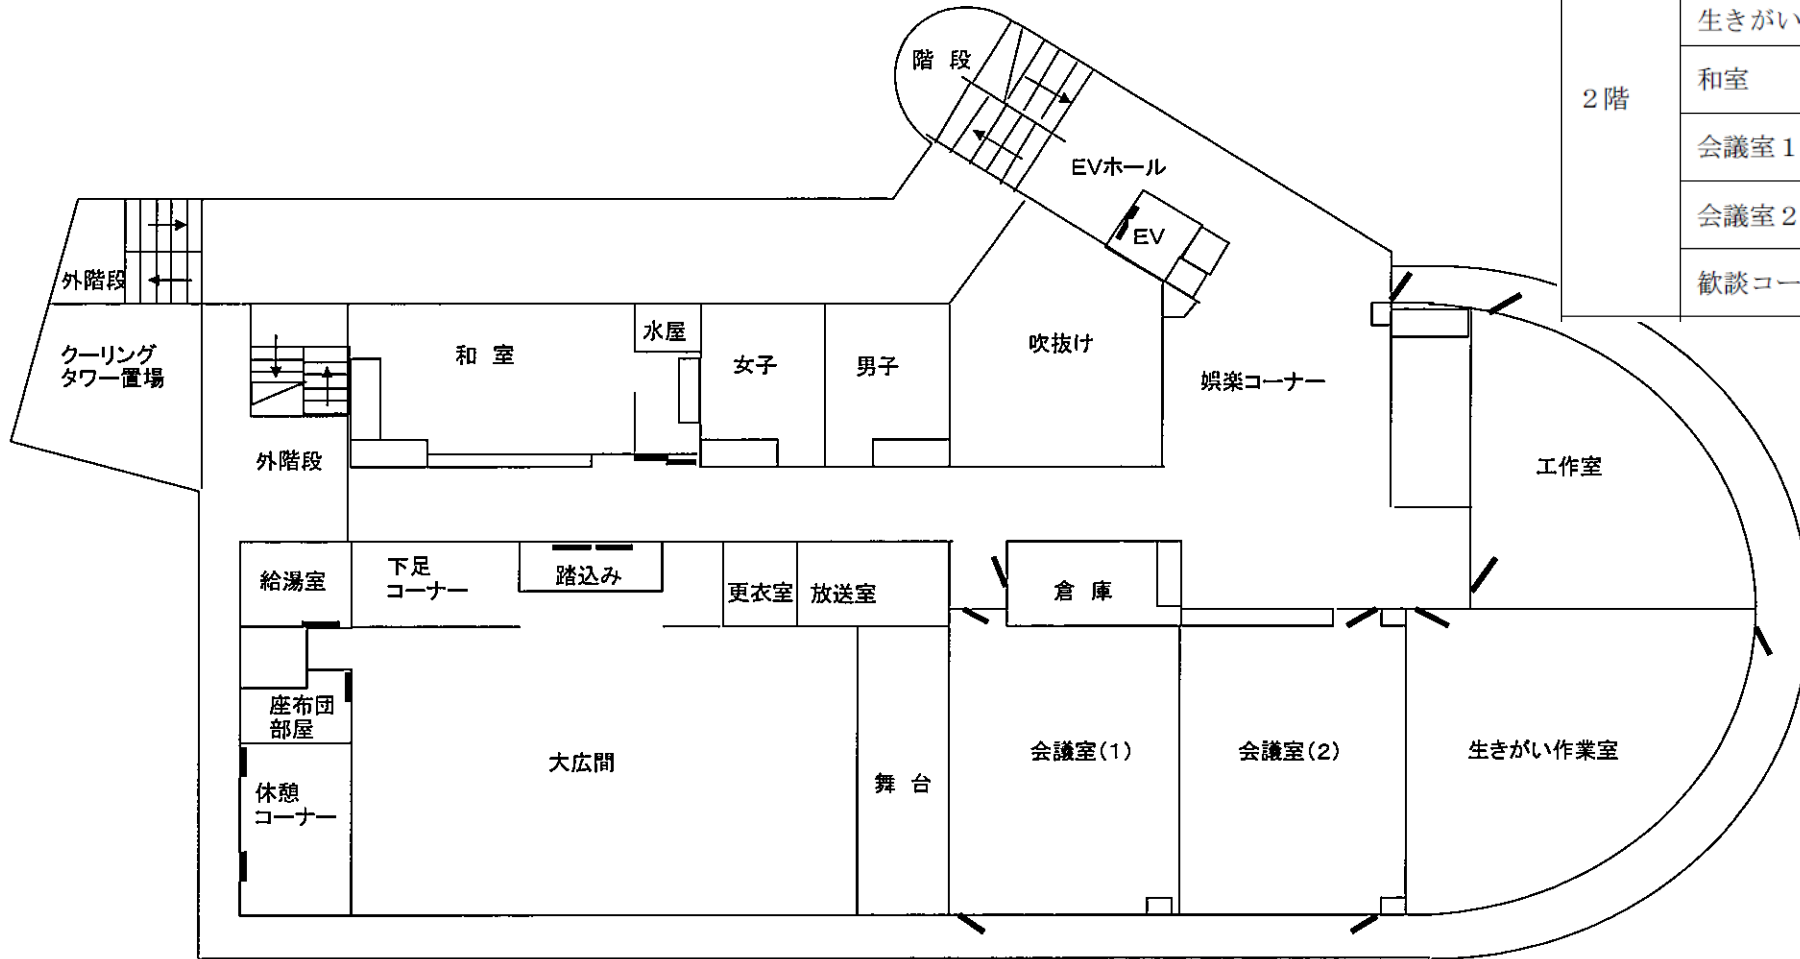 生きがい
階 段
和室
２階
会議室１
EVホール
会議室２
EV
外階段
歓談コー
クーリング
タワー置場
和 室
水屋
女子
男子
吹抜け
娯楽コーナー
外階段
工作室
給湯室
下足
コーナー
踏込み
更衣室
放送室
倉 庫
座布団
部屋
大広間
舞 台
会議室(1)
会議室(2)
生きがい作業室
休憩
コーナー